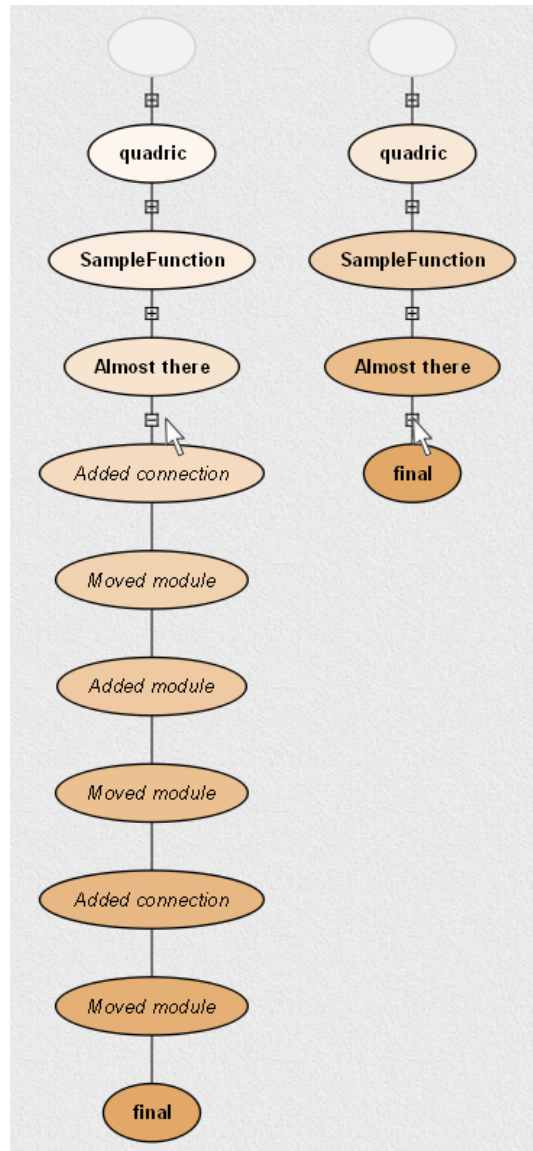 quadric
SampleFunction
Almost there
Added connection
Moved module
Added module
Moved module
Added connection
Moved module
final
quadric
SampleFunction
Almost there
final